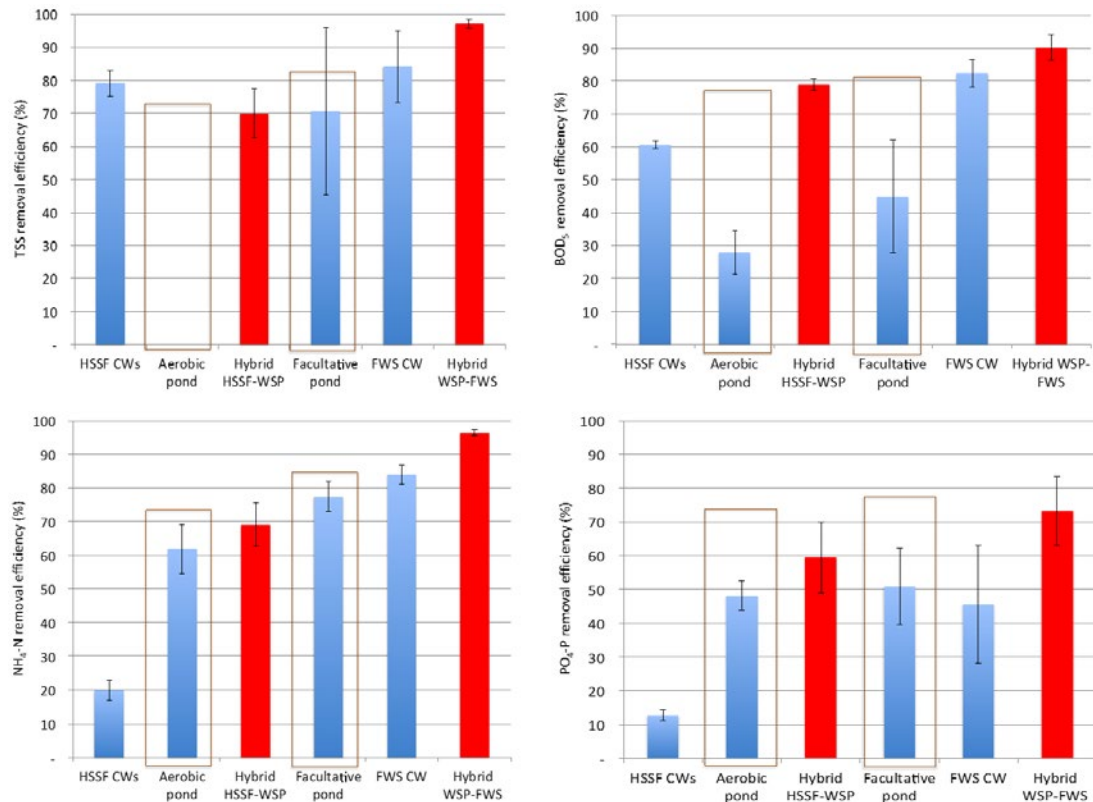 100
90
80
70
60
50
40
30
20
10
-
TSS removal efficiency (%)
HSSF CWs
Aerobic
pond
Hybrid
HSSF-WSP
Facultative
pond
FWS CW
Hybrid
WSP-FWS
100
90
80
70
60
50
40
30
20
10
-
BOD₅ removal efficiency (%)
HSSF CWs
Aerobic
pond
Hybrid
HSSF-WSP
Facultative
pond
FWS CW
Hybrid WSP-
FWS
100
90
80
70
60
50
40
30
20
10
-
NH₄-N removal efficiency (%)
HSSF CWs
Aerobic
pond
Hybrid
HSSF-WSP
Facultative
pond
FWS CW
Hybrid
WSP-FWS
100
90
80
70
60
50
40
30
20
10
-
PO₄-P removal efficiency (%)
HSSF CWs
Aerobic
pond
Hybrid
HSSF-WSP
Facultative
pond
FWS CW
Hybrid
WSP-FWS